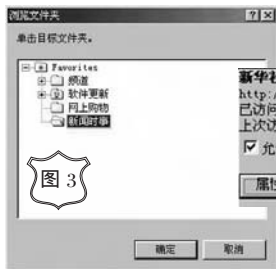 浏览文件夹
单击目标文件夹。
Favorites
频道
软件更新
网上购物
新闻时事
新华社
http:/
已访问
上次访
允
属性
图 3
确定
取消